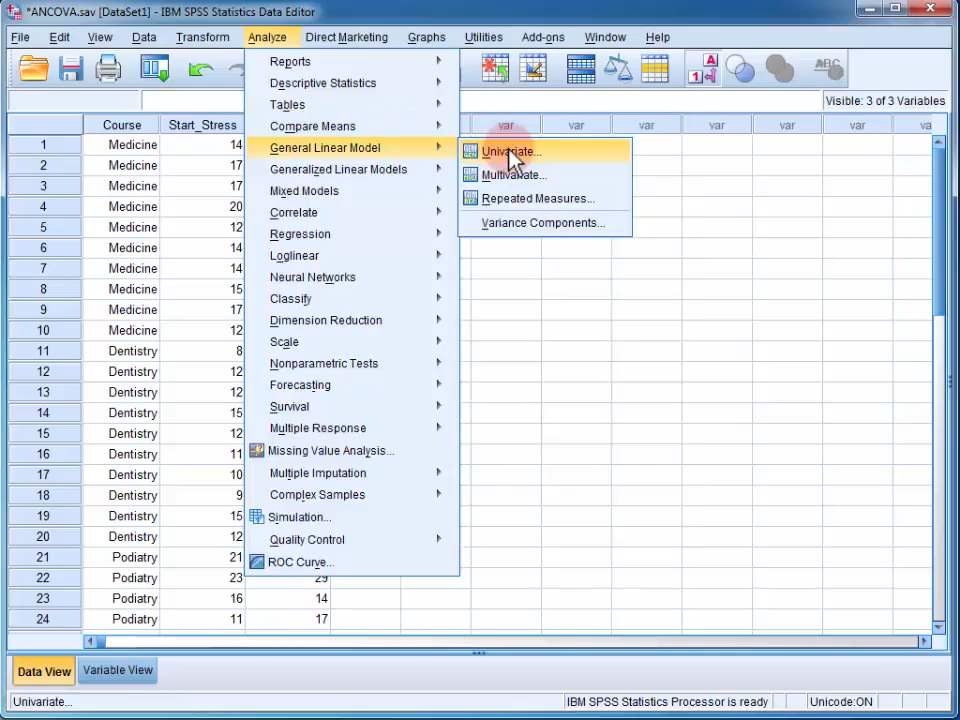 *ANCOVA.sav [DataSet1] - IBM SPSS Statistics Data Editor
File Edit View Data Transform Analyze Direct Marketing Graphs Utilities Add-ons Window Help
Visible: 3 of 3 Variables
Course Start_Stress var var var var var var va
1 Medicine 14
2 Medicine 17
3 Medicine 17
4 Medicine 20
5 Medicine 12
6 Medicine 14
7 Medicine 14
8 Medicine 15
9 Medicine 17
10 Medicine 12
11 Dentistry 8
12 Dentistry 12
13 Dentistry 12
14 Dentistry 15
15 Dentistry 12
16 Dentistry 11
17 Dentistry 10
18 Dentistry 9
19 Dentistry 15
20 Dentistry 12
21 Podiatry 21
22 Podiatry 23 29
23 Podiatry 16 14
24 Podiatry 11 17
Reports
Descriptive Statistics
Tables
Compare Means
General Linear Model
Generalized Linear Models
Mixed Models
Correlate
Regression
Loglinear
Neural Networks
Classify
Dimension Reduction
Scale
Nonparametric Tests
Forecasting
Survival
Multiple Response
Missing Value Analysis...
Multiple Imputation
Complex Samples
Simulation...
Quality Control
ROC Curve...
Univariate...
Multivariate...
Repeated Measures...
Variance Components...
Data View Variable View
Univariate... IBM SPSS Statistics Processor is ready Unicode:ON